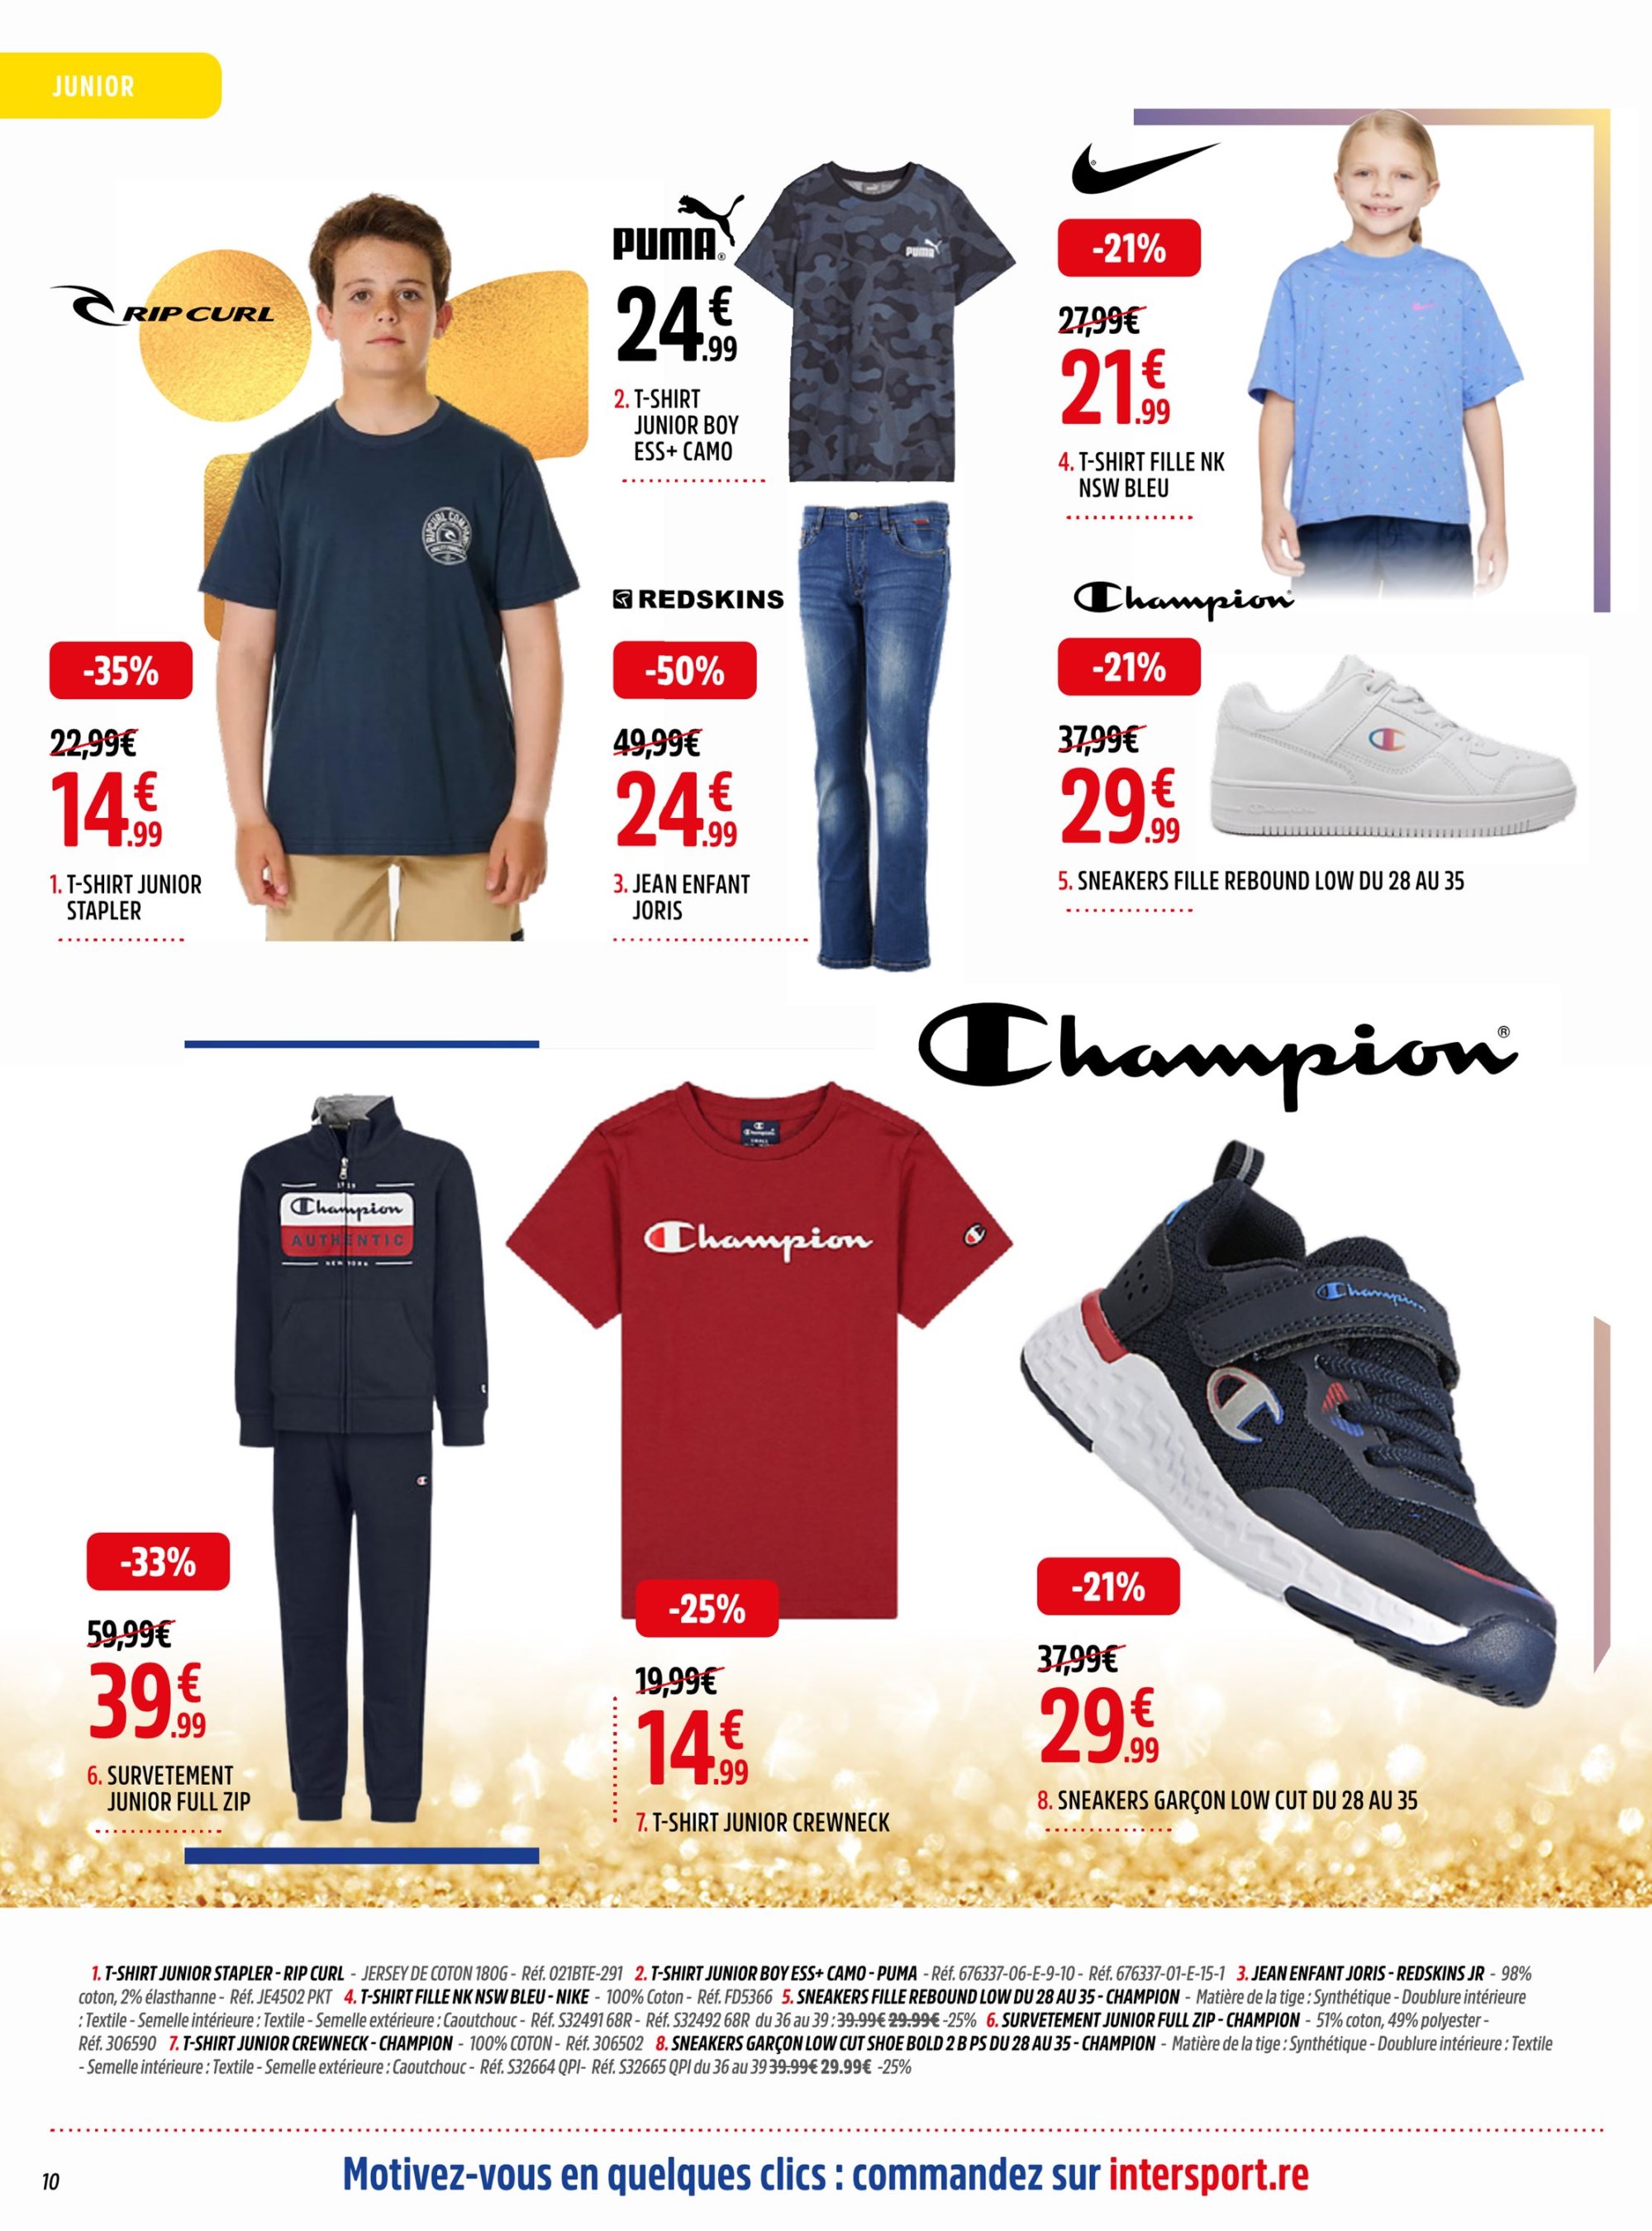 JUNIOR
RIP CURL
RIPCURL COMPANY
-35%
22,99€
14€.99
1. T-SHIRT JUNIOR
STAPLER
PUMA®
24€.99
2. T-SHIRT
JUNIOR BOY
ESS+ CAMO
PUMA
REDSKINS
-50%
49,99€
24€.99
3. JEAN ENFANT
JORIS
-21%
27,99€
21€.99
4. T-SHIRT FILLE NK
NSW BLEU
Champion
-21%
37,99€
29€.99
5. SNEAKERS FILLE REBOUND LOW DU 28 AU 35
Champion®
1919
Champion
AUTHENTIC
NEW YORK
-33%
59,99€
39€.99
6. SURVETEMENT
JUNIOR FULL ZIP
Champion
SMALL
Champion
-25%
19,99€
14€.99
7. T-SHIRT JUNIOR CREWNECK
Champion
-21%
37,99€
29€.99
8. SNEAKERS GARÇON LOW CUT DU 28 AU 35
1. T-SHIRT JUNIOR STAPLER - RIP CURL - JERSEY DE COTON 180G - Réf. 021BTE-291 2. T-SHIRT JUNIOR BOY ESS+ CAMO - PUMA - Réf. 676337-06-E-9-10 - Réf. 676337-01-E-15-1 3. JEAN ENFANT JORIS - REDSKINS JR - 98%
coton, 2% élasthanne - Réf. JE4502 PKT 4. T-SHIRT FILLE NK NSW BLEU - NIKE - 100% Coton - Réf. FD5366 5. SNEAKERS FILLE REBOUND LOW DU 28 AU 35 - CHAMPION - Matière de la tige : Synthétique - Doublure intérieure
: Textile - Semelle intérieure : Textile - Semelle extérieure : Caoutchouc - Réf. S32491 68R - Réf. S32492 68R du 36 au 39 : 39.99€ 29.99€ -25% 6. SURVETEMENT JUNIOR FULL ZIP - CHAMPION - 51% coton, 49% polyester -
Réf. 306590 7. T-SHIRT JUNIOR CREWNECK - CHAMPION - 100% COTON - Réf. 306502 8. SNEAKERS GARÇON LOW CUT SHOE BOLD 2 B PS DU 28 AU 35 - CHAMPION - Matière de la tige : Synthétique - Doublure intérieure : Textile
- Semelle intérieure : Textile - Semelle extérieure : Caoutchouc - Réf. S32664 QPI- Réf. S32665 QPI du 36 au 39 39.99€ 29.99€ -25%
10
Motivez-vous en quelques clics : commandez sur intersport.re